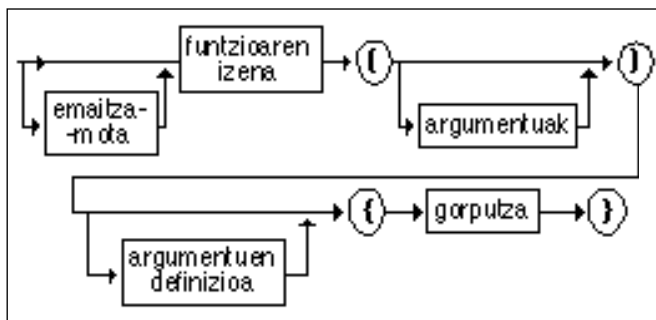 funtzioaren
izena
(
)
emaitza-
-mota
argumentuak
{
gorputza
}
argumentuen
definizioa